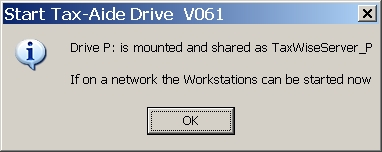 Start Tax-Aide Drive V061
Drive P: is mounted and shared as TaxWiseServer_P
If on a network the Workstations can be started now
OK